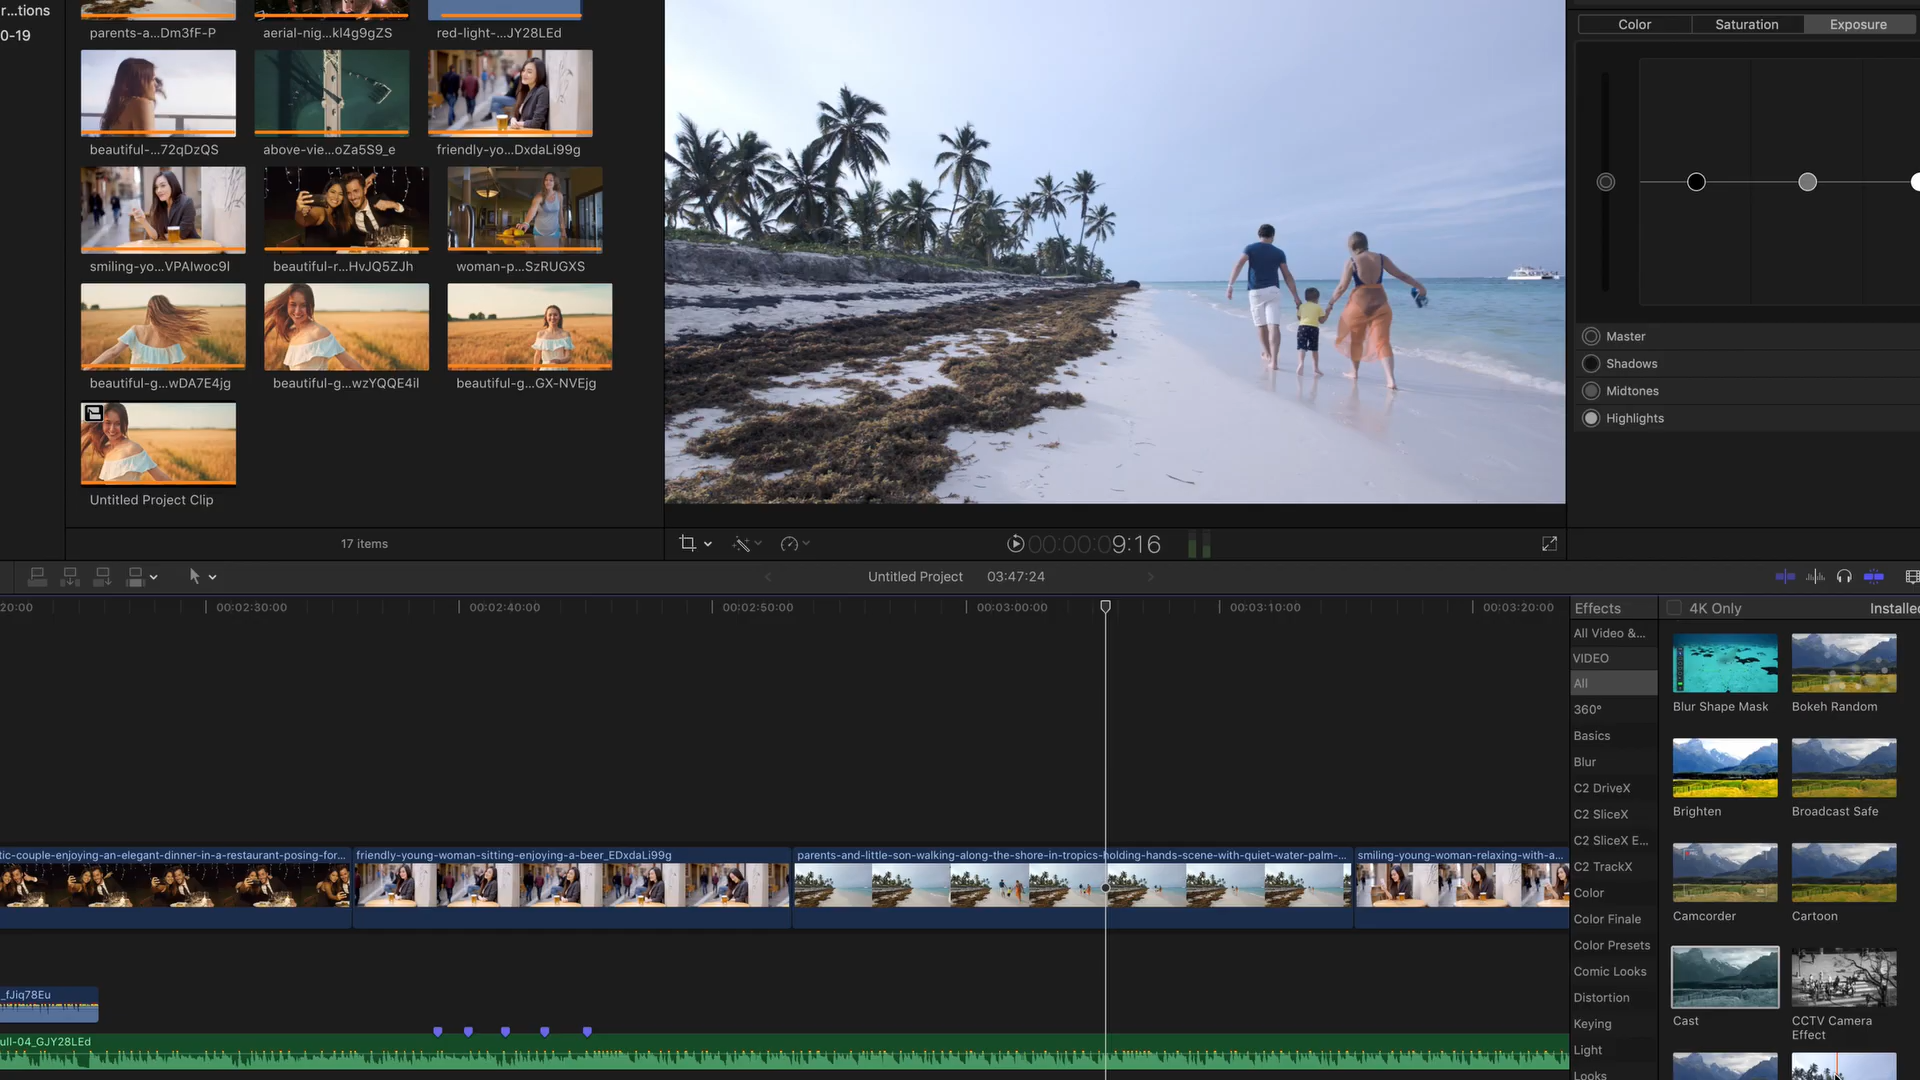 r...tions
0-19
parents-a...Dm3fF-P
aerial-nig...kl4g9gZS
red-light-...JY28LEd
beautiful-...72qDzQS
above-vie...oZa5S9_e
friendly-yo...DxdaLi99g
smiling-yo...VPAIwoc9I
beautiful-r...HvJQ5ZJh
woman-p...SzRUGXS
beautiful-g...wDA7E4jg
beautiful-g...wzYQQE4iI
beautiful-g...GX-NVEjg
Untitled Project Clip
17 items
00:00:09:16
Color
Saturation
Exposure
Master
Shadows
Midtones
Highlights
Untitled Project
03:47:24
20:00
00:02:30:00
00:02:40:00
00:02:50:00
00:03:00:00
00:03:10:00
00:03:20:00
tic-couple-enjoying-an-elegant-dinner-in-a-restaurant-posing-for...
friendly-young-woman-sitting-enjoying-a-beer_EDxdaLi99g
parents-and-little-son-walking-along-the-shore-in-tropics-holding-hands-scene-with-quiet-water-palm-...
smiling-young-woman-relaxing-with-a...
_fJiq78Eu
ull-04_GJY28LEd
Effects
4K Only
Installed
All Video &...
VIDEO
All
360°
Basics
Blur
C2 DriveX
C2 SliceX
C2 SliceX E...
C2 TrackX
Color
Color Finale
Color Presets
Comic Looks
Distortion
Keying
Light
Looks
Blur Shape Mask
Bokeh Random
Brighten
Broadcast Safe
Camcorder
Cartoon
Cast
CCTV Camera
Effect